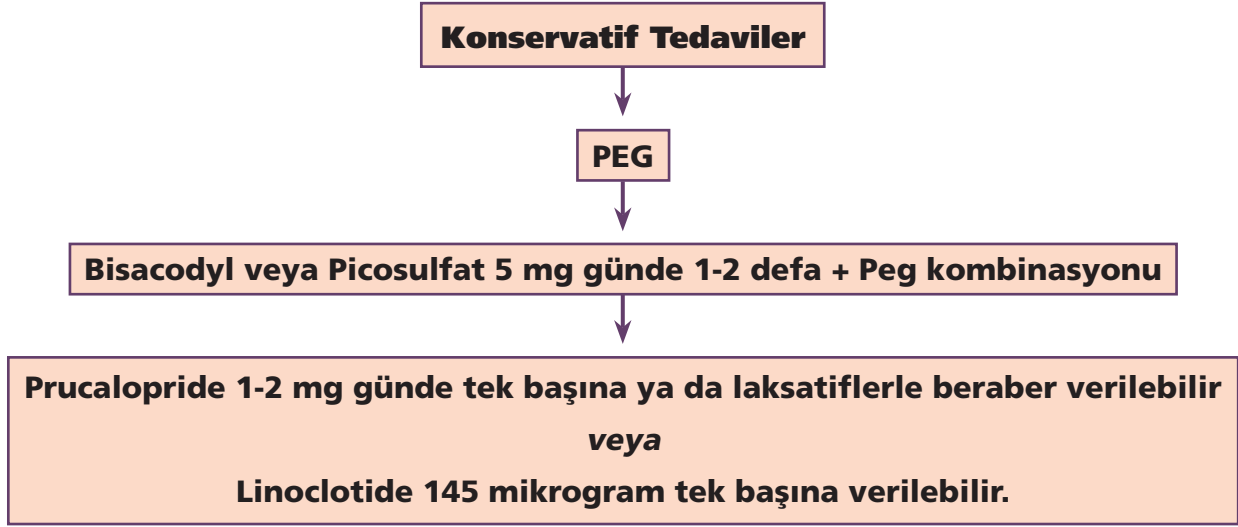 Konservatif Tedaviler
PEG
Bisacodyl veya Picosulfat 5 mg günde 1-2 defa + Peg kombinasyonu
Prucalopride 1-2 mg günde tek başına ya da laksatiflerle beraber verilebilir
veya
Linoclotide 145 mikrogram tek başına verilebilir.